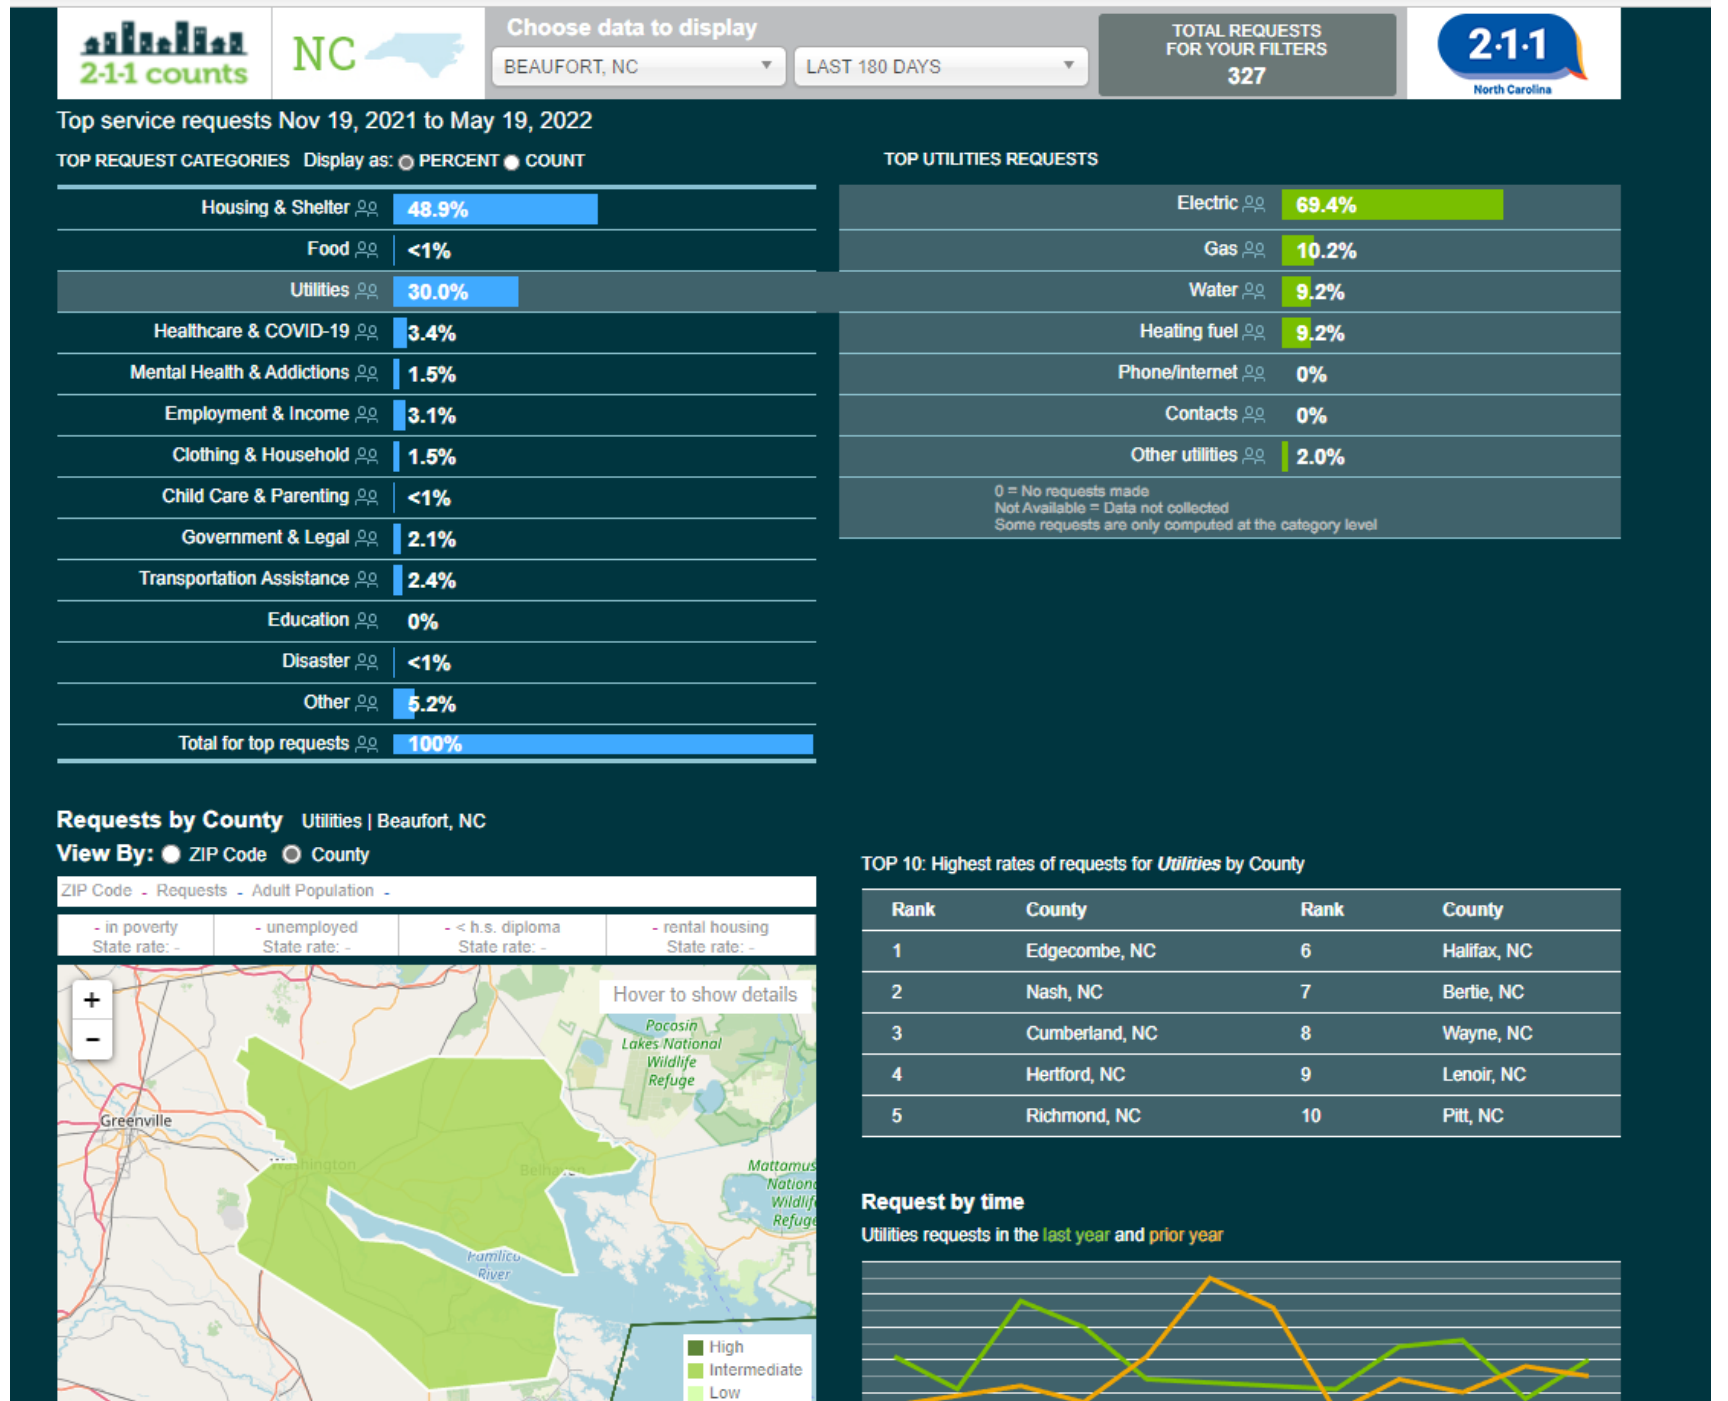 2-1-1 counts
NC
Choose data to display
BEAUFORT, NC
LAST 180 DAYS
TOTAL REQUESTS
FOR YOUR FILTERS
327
2·1·1
North Carolina
Top service requests Nov 19, 2021 to May 19, 2022
TOP REQUEST CATEGORIES Display as: PERCENT COUNT
Housing & Shelter 48.9%
Food <1%
Utilities 30.0%
Healthcare & COVID-19 3.4%
Mental Health & Addictions 1.5%
Employment & Income 3.1%
Clothing & Household 1.5%
Child Care & Parenting <1%
Government & Legal 2.1%
Transportation Assistance 2.4%
Education 0%
Disaster <1%
Other 5.2%
Total for top requests 100%
TOP UTILITIES REQUESTS
Electric 69.4%
Gas 10.2%
Water 9.2%
Heating fuel 9.2%
Phone/internet 0%
Contacts 0%
Other utilities 2.0%
0 = No requests made
Not Available = Data not collected
Some requests are only computed at the category level
Requests by County Utilities | Beaufort, NC
View By: ZIP Code County
ZIP Code - Requests - Adult Population -
- in poverty
State rate: -
- unemployed
State rate: -
- < h.s. diploma
State rate: -
- rental housing
State rate: -
+
-
Hover to show details
Pocosin
Lakes National
Wildlife
Refuge
Greenville
Washington
Belhaven
Mattamus
Nation
Wildlif
Refuge
Pamlico
River
High
Intermediate
Low
TOP 10: Highest rates of requests for Utilities by County
Rank County Rank County
1 Edgecombe, NC 6 Halifax, NC
2 Nash, NC 7 Bertie, NC
3 Cumberland, NC 8 Wayne, NC
4 Hertford, NC 9 Lenoir, NC
5 Richmond, NC 10 Pitt, NC
Request by time
Utilities requests in the last year and prior year